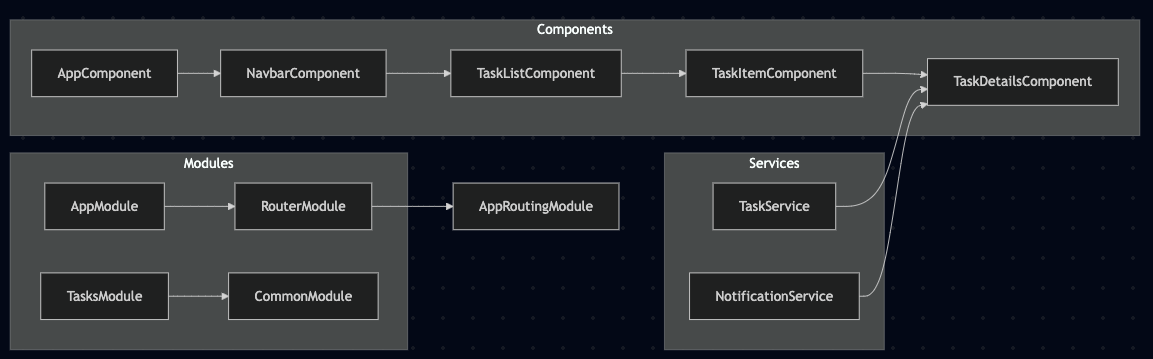 Components
AppComponent
NavbarComponent
TaskListComponent
TaskItemComponent
TaskDetailsComponent
Modules
AppModule
RouterModule
AppRoutingModule
TasksModule
CommonModule
Services
TaskService
NotificationService